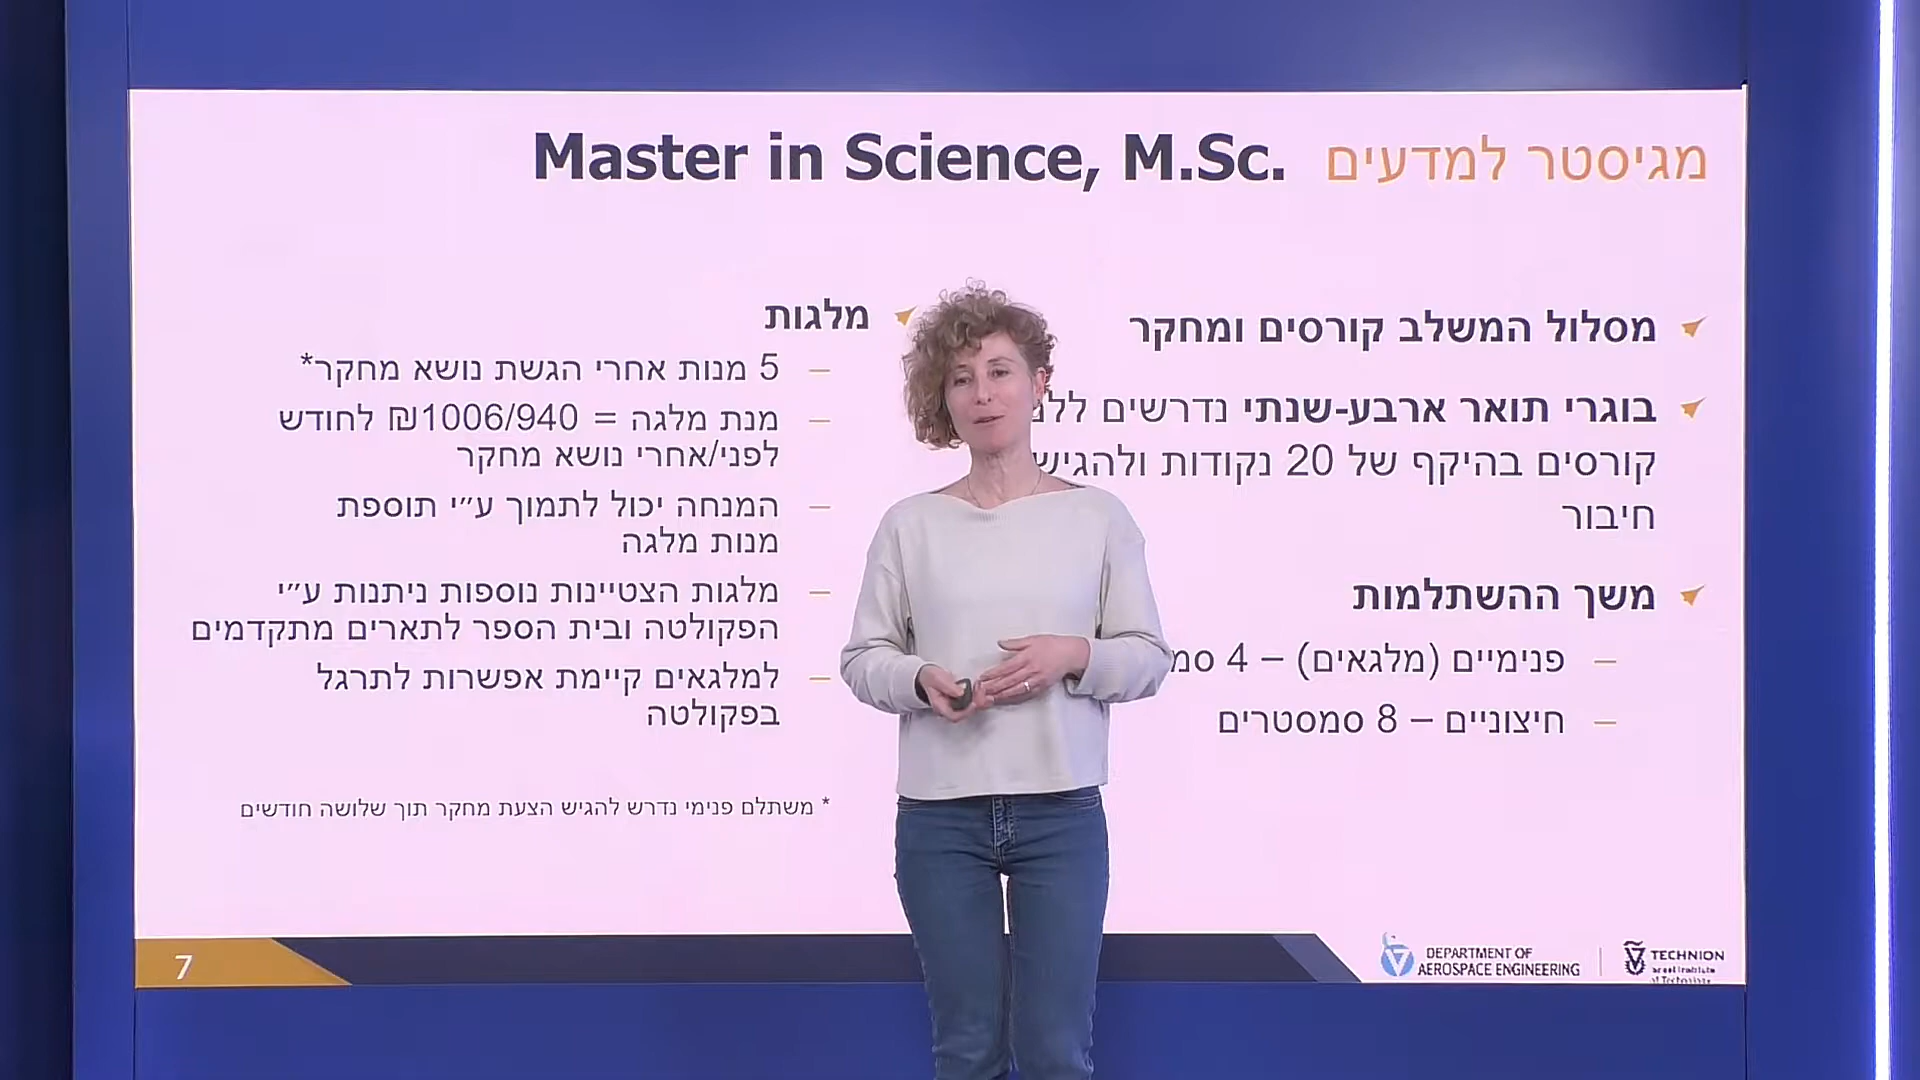 מגיסטר למדעים Master in Science, M.Sc.
מסלול המשלב קורסים ומחקר
בוגרי תואר ארבע-שנתי נדרשים
קורסים בהיקף של 20 נקודות
חיבור
משך ההשתלמות
פנימיים (מלגאים) – 4
חיצוניים – 8 סמסטרים
מלגות
5 מנות אחרי הגשת נושא מחקר*
מנת מלגה = 1006/940₪ לחודש
לפני/אחרי נושא מחקר
המנחה יכול לתמוך ע״י תוספת
מנות מלגה
מלגות הצטיינות נוספות ניתנות ע״י
הפקולטה ובית הספר לתארים מתקדמים
למלגאים קיימת אפשרות לתרגל
בפקולטה
* משתלם פנימי נדרש להגיש הצעת מחקר תוך שלושה חודשים
7
DEPARTMENT OF
AEROSPACE ENGINEERING
TECHNION
Israel Institute
of Technology